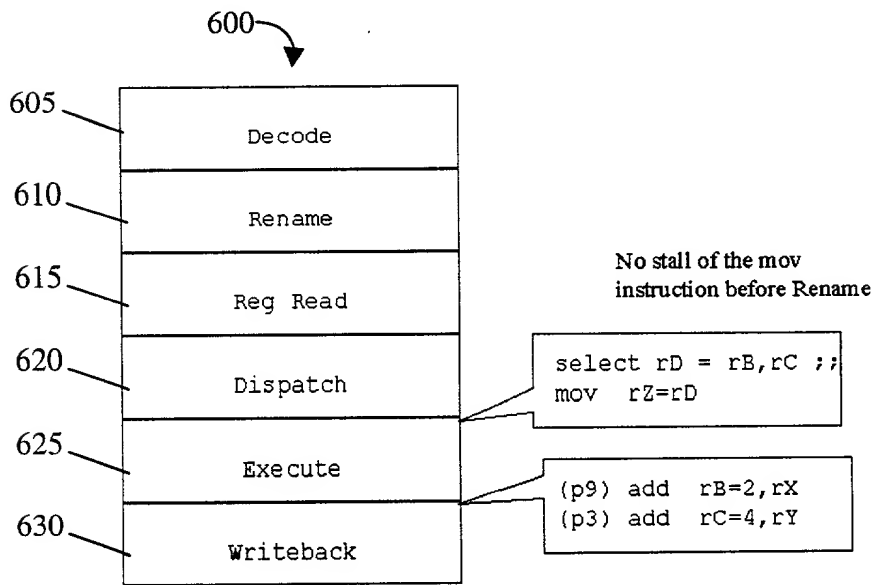 600
605
Decode
610
Rename
615
Reg Read
No stall of the mov
instruction before Rename
620
Dispatch
select rD = rB,rC ;;
mov rZ=rD
625
Execute
(p9) add rB=2,rX
(p3) add rC=4,rY
630
Writeback